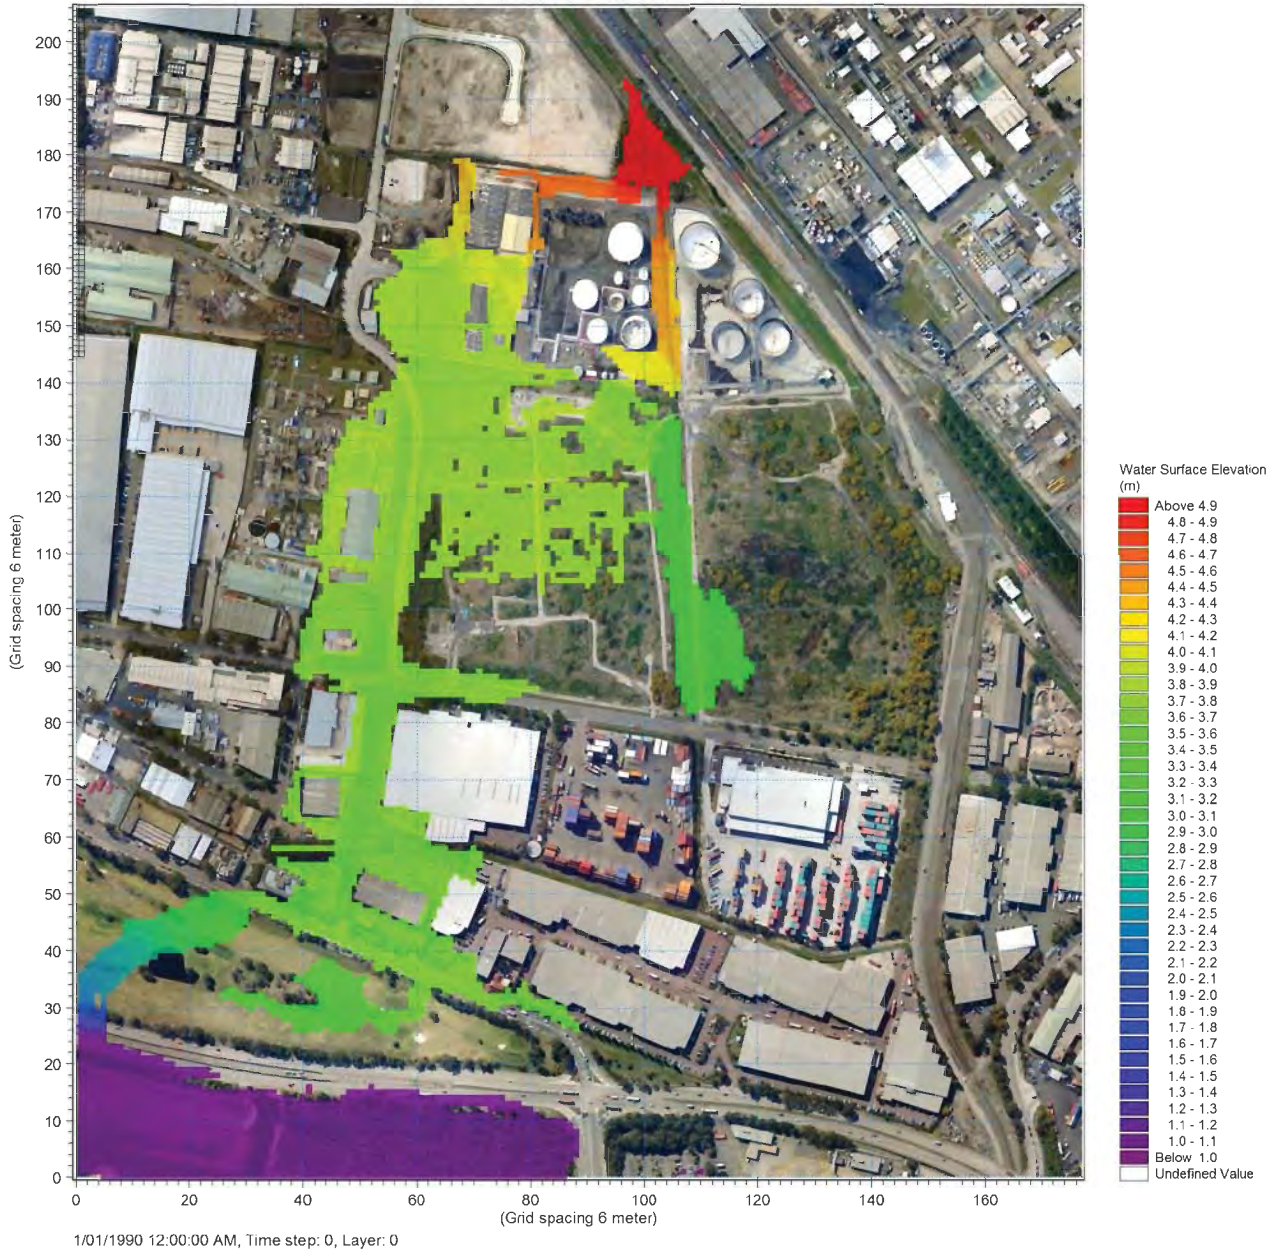 200
190
180
170
160
150
140
130
120
110
100
90
80
70
60
50
40
30
20
10
0
(Grid spacing 6 meter)
0 20 40 60 80 100 120 140 160
(Grid spacing 6 meter)
1/01/1990 12:00:00 AM, Time step: 0, Layer: 0
Water Surface Elevation
(m)
Above 4.9
4.8 - 4.9
4.7 - 4.8
4.6 - 4.7
4.5 - 4.6
4.4 - 4.5
4.3 - 4.4
4.2 - 4.3
4.1 - 4.2
4.0 - 4.1
3.9 - 4.0
3.8 - 3.9
3.7 - 3.8
3.6 - 3.7
3.5 - 3.6
3.4 - 3.5
3.3 - 3.4
3.2 - 3.3
3.1 - 3.2
3.0 - 3.1
2.9 - 3.0
2.8 - 2.9
2.7 - 2.8
2.6 - 2.7
2.5 - 2.6
2.4 - 2.5
2.3 - 2.4
2.2 - 2.3
2.1 - 2.2
2.0 - 2.1
1.9 - 2.0
1.8 - 1.9
1.7 - 1.8
1.6 - 1.7
1.5 - 1.6
1.4 - 1.5
1.3 - 1.4
1.2 - 1.3
1.1 - 1.2
1.0 - 1.1
Below 1.0
Undefined Value